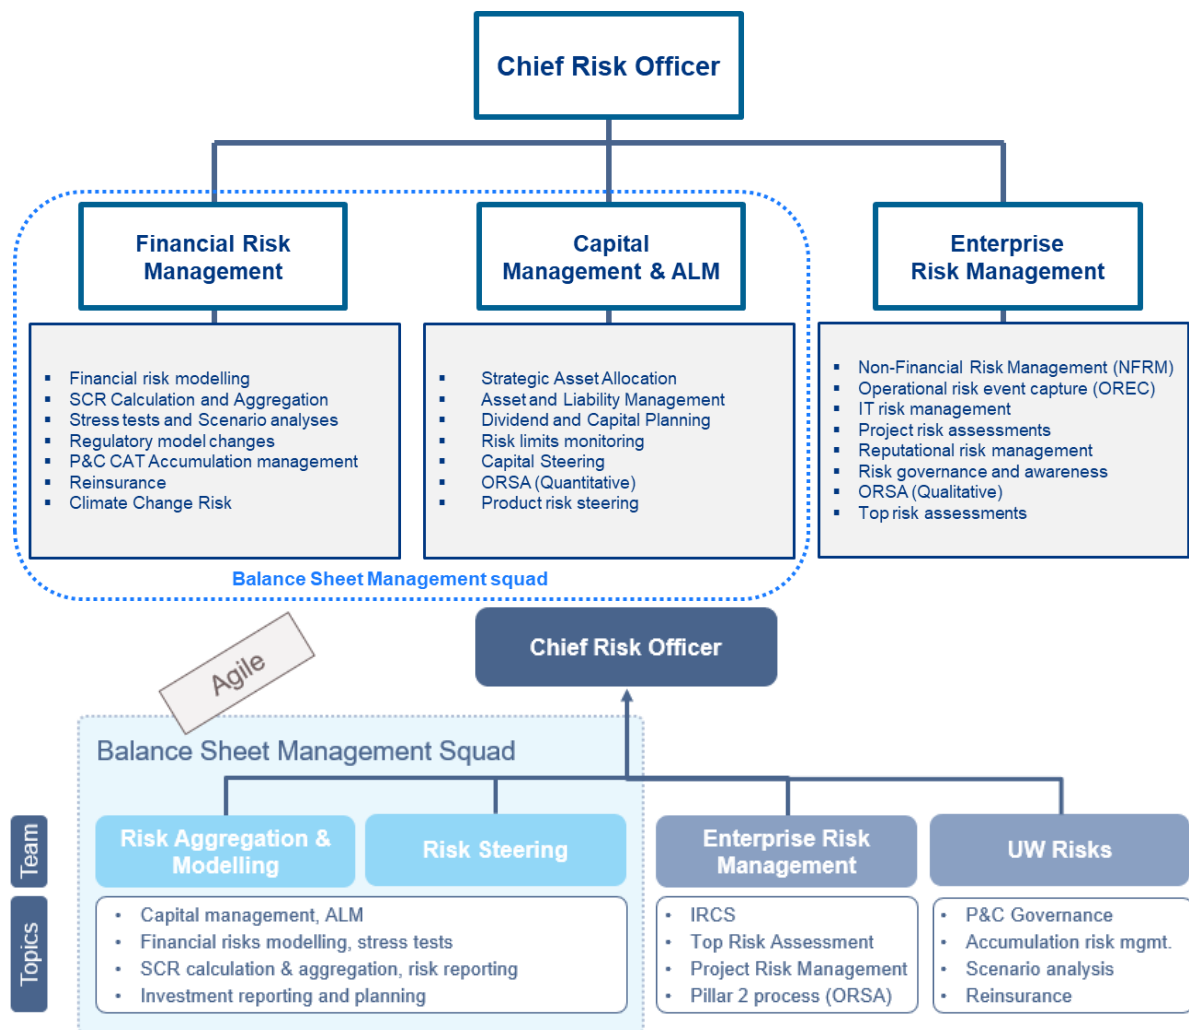 Chief Risk Officer
Financial Risk
Management
Capital
Management & ALM
Enterprise
Risk Management
▪ Financial risk modelling
▪ SCR Calculation and Aggregation
▪ Stress tests and Scenario analyses
▪ Regulatory model changes
▪ P&C CAT Accumulation management
▪ Reinsurance
▪ Climate Change Risk
▪ Strategic Asset Allocation
▪ Asset and Liability Management
▪ Dividend and Capital Planning
▪ Risk limits monitoring
▪ Capital Steering
▪ ORSA (Quantitative)
▪ Product risk steering
▪ Non-Financial Risk Management (NFRM)
▪ Operational risk event capture (OREC)
▪ IT risk management
▪ Project risk assessments
▪ Reputational risk management
▪ Risk governance and awareness
▪ ORSA (Qualitative)
▪ Top risk assessments
Balance Sheet Management squad
Chief Risk Officer
Agile
Balance Sheet Management Squad
Team
Risk Aggregation &
Modelling
Risk Steering
Enterprise Risk
Management
UW Risks
Topics
• Capital management, ALM
• Financial risks modelling, stress tests
• SCR calculation & aggregation, risk reporting
• Investment reporting and planning
• IRCS
• Top Risk Assessment
• Project Risk Management
• Pillar 2 process (ORSA)
• P&C Governance
• Accumulation risk mgmt.
• Scenario analysis
• Reinsurance